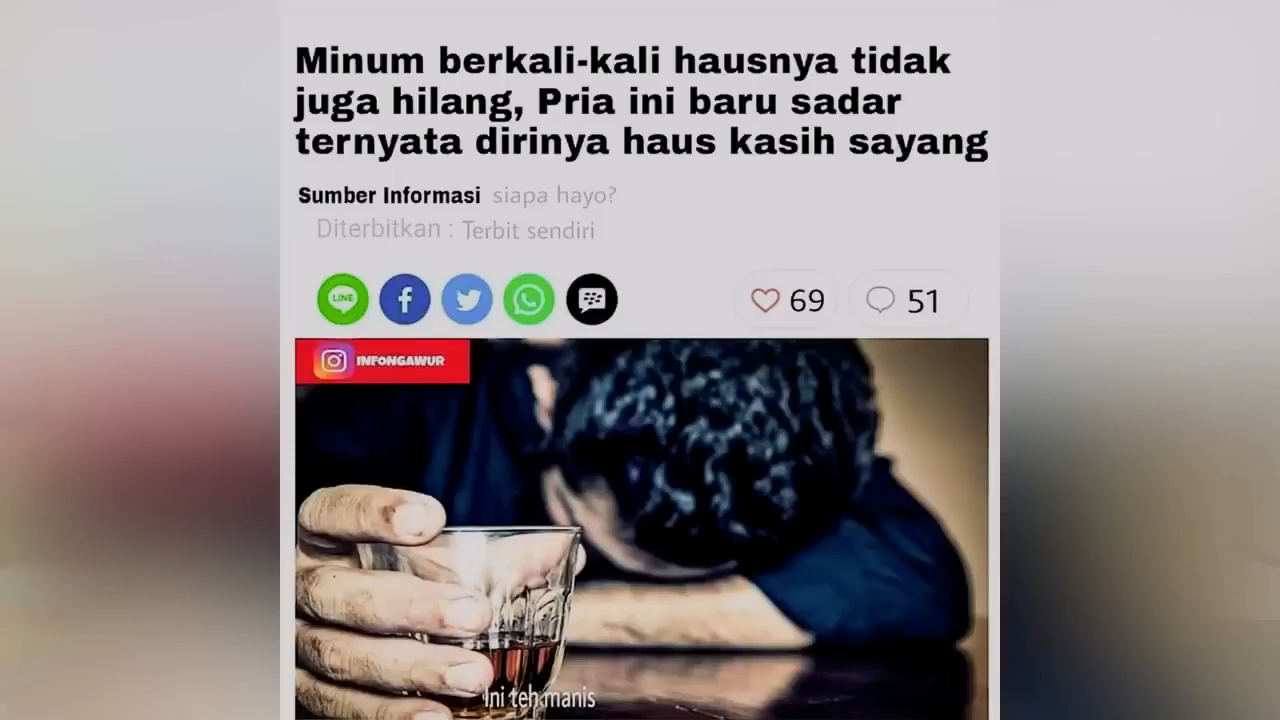 Minum berkali-kali hausnya tidak
juga hilang, Pria ini baru sadar
ternyata dirinya haus kasih sayang
Sumber Informasi siapa hayo?
Diterbitkan : Terbit sendiri
LINE
69 51
INFONGAWUR
Ini teh manis